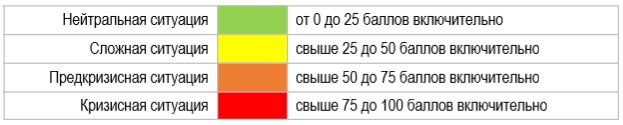 Нейтральная ситуация от 0 до 25 баллов включительно
Сложная ситуация свыше 25 до 50 баллов включительно
Предкризисная ситуация свыше 50 до 75 баллов включительно
Кризисная ситуация свыше 75 до 100 баллов включительно